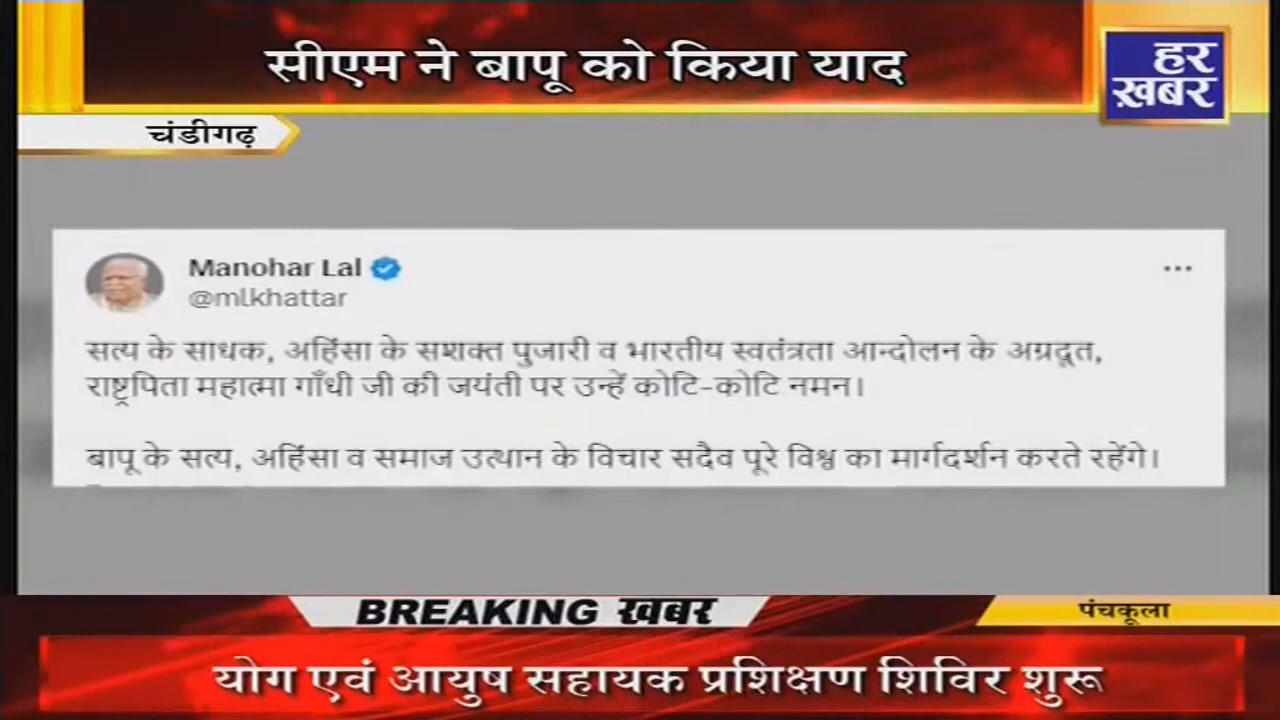 सीएम ने बापू को किया याद
हर
ख़बर
चंडीगढ़
Manohar Lal
@mlkhattar
सत्य के साधक, अहिंसा के सशक्त पुजारी व भारतीय स्वतंत्रता आन्दोलन के अग्रदूत,
राष्ट्रपिता महात्मा गाँधी जी की जयंती पर उन्हें कोटि-कोटि नमन।
बापू के सत्य, अहिंसा व समाज उत्थान के विचार सदैव पूरे विश्व का मार्गदर्शन करते रहेंगे।
BREAKING खबर
पंचकूला
योग एवं आयुष सहायक प्रशिक्षण शिविर शुरू